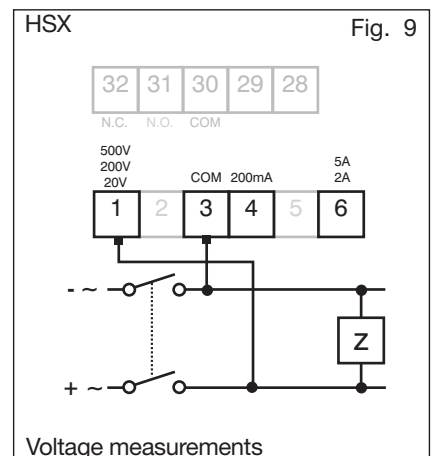 HSX Fig. 9
32 31 30 29 28
N.C. N.O. COM
500V
200V 5A
20V COM 200mA 2A
1 2 3 4 5 6
- ~
Z
+ ~
Voltage measurements